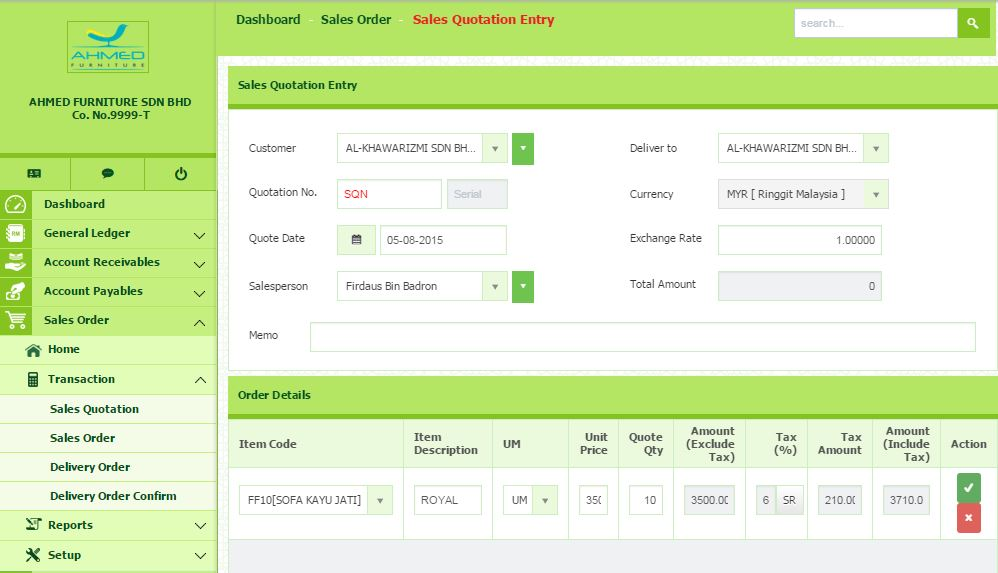 AHMED
FURNITURE
AHMED FURNITURE SDN BHD
Co. No.9999-T
Dashboard
RM
General Ledger
Account Receivables
Account Payables
Sales Order
Home
Transaction
Sales Quotation
Sales Order
Delivery Order
Delivery Order Confirm
Reports
Setup
Dashboard - Sales Order - Sales Quotation Entry
search...
Sales Quotation Entry
Customer AL-KHAWARIZMI SDN BH... Deliver to AL-KHAWARIZMI SDN BH...
Quotation No. SQN Serial Currency MYR [ Ringgit Malaysia ]
Quote Date 05-08-2015 Exchange Rate 1.00000
Salesperson Firdaus Bin Badron Total Amount 0
Memo
Order Details
Item Code Item Description UM Unit Price Quote Qty Amount (Exclude Tax) Tax (%) Tax Amount Amount (Include Tax) Action
FF10[SOFA KAYU JATI] ROYAL UM 350 10 3500.00 6 SR 210.00 3710.0